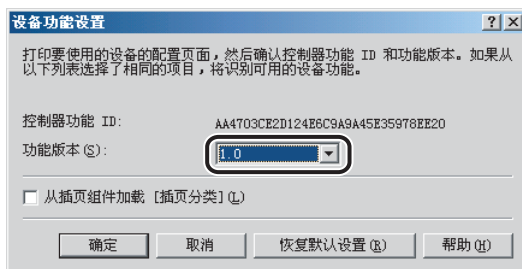 设备功能设置
打印要使用的设备的配置页面，然后确认控制器功能 ID 和功能版本。如果从
以下列表选择了相同的项目，将识别可用的设备功能。
控制器功能 ID: AA4703CE2D124E6C9A9A45E35978EE20
功能版本(S): 1.0
从插页组件加载 [插页分类](L)
确定 取消 恢复默认设置(R) 帮助(H)